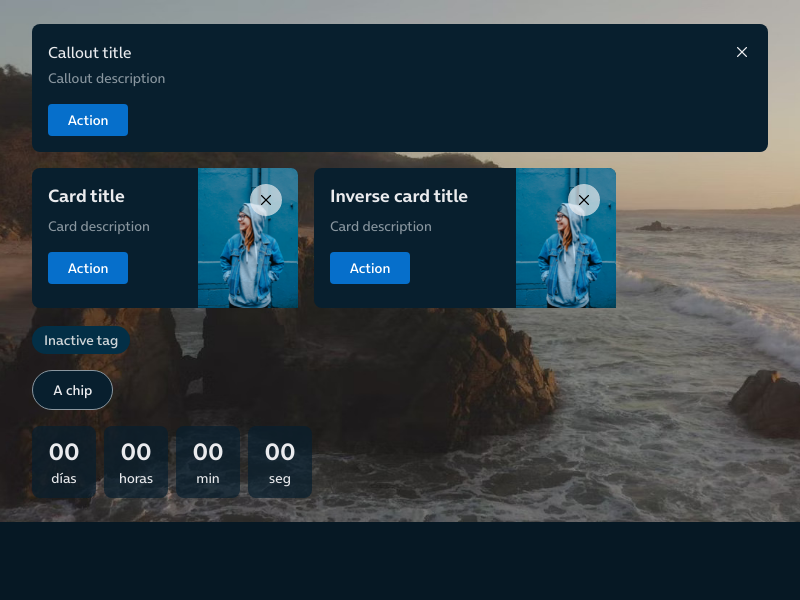 Callout title
Callout description
Action
Card title
Card description
Action
Inverse card title
Card description
Action
Inactive tag
A chip
00 00 00 00
días horas min seg